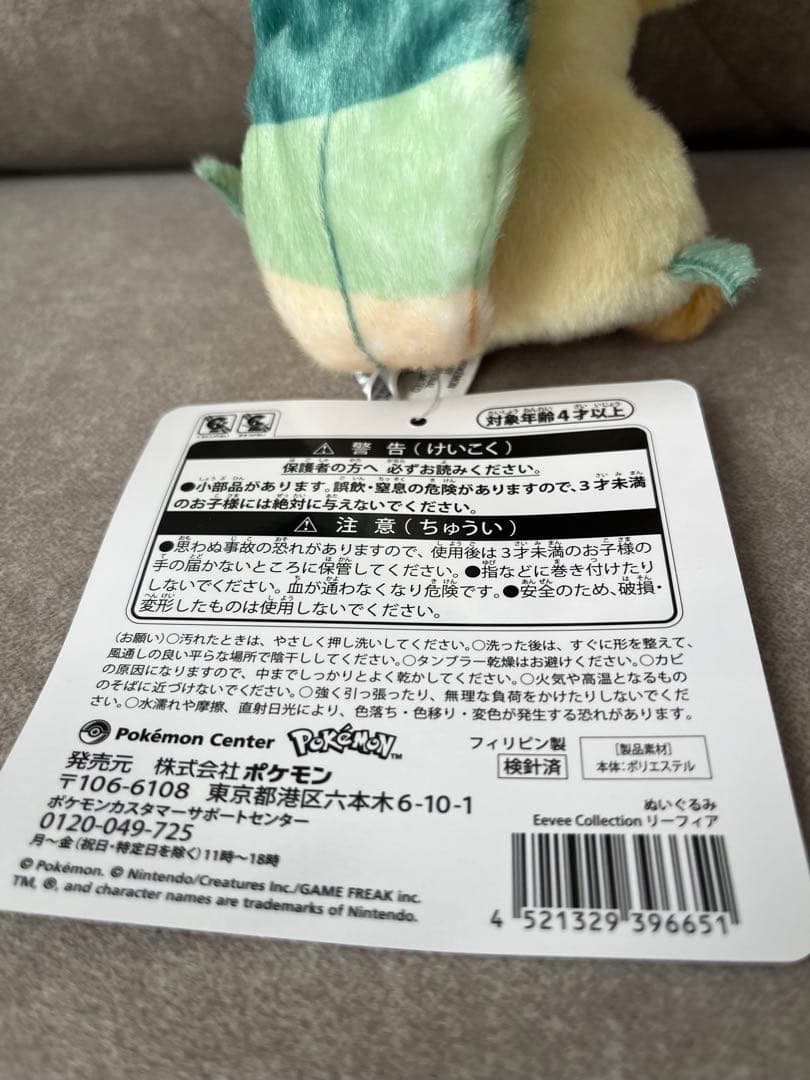 対象年齢4才以上
警告(けいこく)
保護者の方へ 必ずお読みください。
●小部品があります。誤飲・窒息の危険がありますので、3才未満
のお子様には絶対に与えないでください。
注意(ちゅうい)
●思わぬ事故の恐れがありますので、使用後は3才未満のお子様の
手の届かないところに保管してください。●指などに巻き付けたり
しないでください。血が通わなくなり危険です。●安全のため、破損・
変形したものは使用しないでください。
(お願い)○汚れたときは、やさしく押し洗いしてください。○洗った後は、すぐに形を整えて、
風通しの良い平らな場所で陰干ししてください。○タンブラー乾燥はお避けください。○カビ
の原因になりますので、中までしっかりとよく乾かしてください。○火気や高温となるもの
のそばに近づけないでください。○強く引っ張ったり、無理な負荷をかけたりしないでくだ
さい。○水濡れや摩擦、直射日光により、色落ち・色移り・変色が発生する恐れがあります。
Pokémon Center POKÉMON™
フィリピン製
検針済
[製品素材]
本体:ポリエステル
発売元 株式会社ポケモン
〒106-6108 東京都港区六本木6-10-1
ポケモンカスタマーサポートセンター
0120-049-725
月〜金(祝日・特定日を除く)11時〜18時
©Pokémon. ©Nintendo/Creatures Inc./GAME FREAK inc.
TM, ®, and character names are trademarks of Nintendo.
ぬいぐるみ
Eevee Collection リーフィア
4 521329 396651